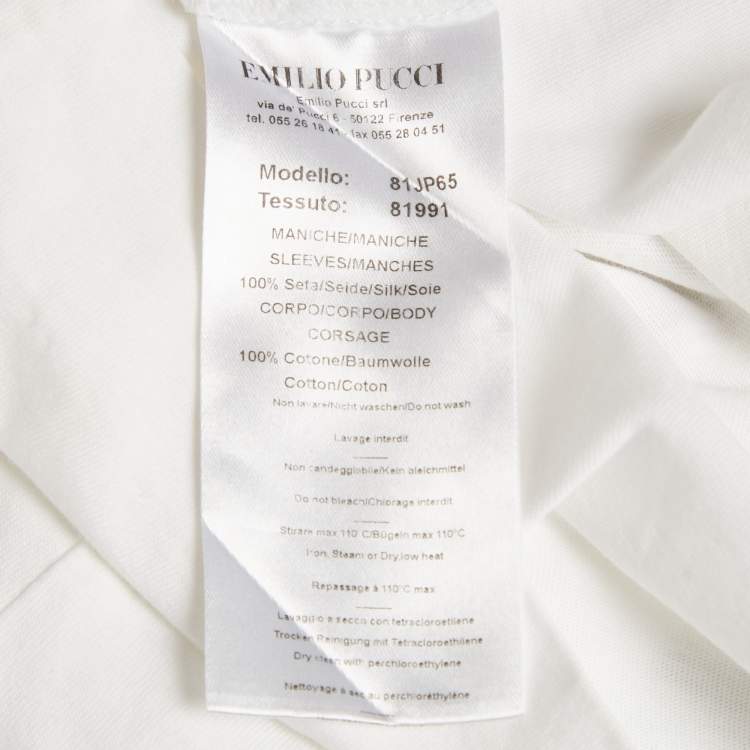 EMILIO PUCCI
Emilio Pucci srl
via de' Pucci 6 - 50122 Firenze
tel. 055 26 18 41 - fax 055 28 04 51
Modello: 81JP65
Tessuto: 81991
MANICHE/MANICHE
SLEEVES/MANCHES
100% Seta/Seide/Silk/Soie
CORPO/CORPO/BODY
CORSAGE
100% Cotone/Baumwolle
Cotton/Coton
Non lavare/Nicht waschen/Do not wash
Lavage interdit
Non candeggiobile/Kein bleichmittel
Do not bleach/Chlorage interdit
Stirare max 110°C/Bügeln max 110°C
Iron, Steam or Dry, low heat
Repassage à 110°C max
Lavaggio a secco con tetracloroetilene
Trocken Reinigung mit Tetracloroethilene
Dry clean with perchloroethylene
Nettoyage à sec au perchloréthylène